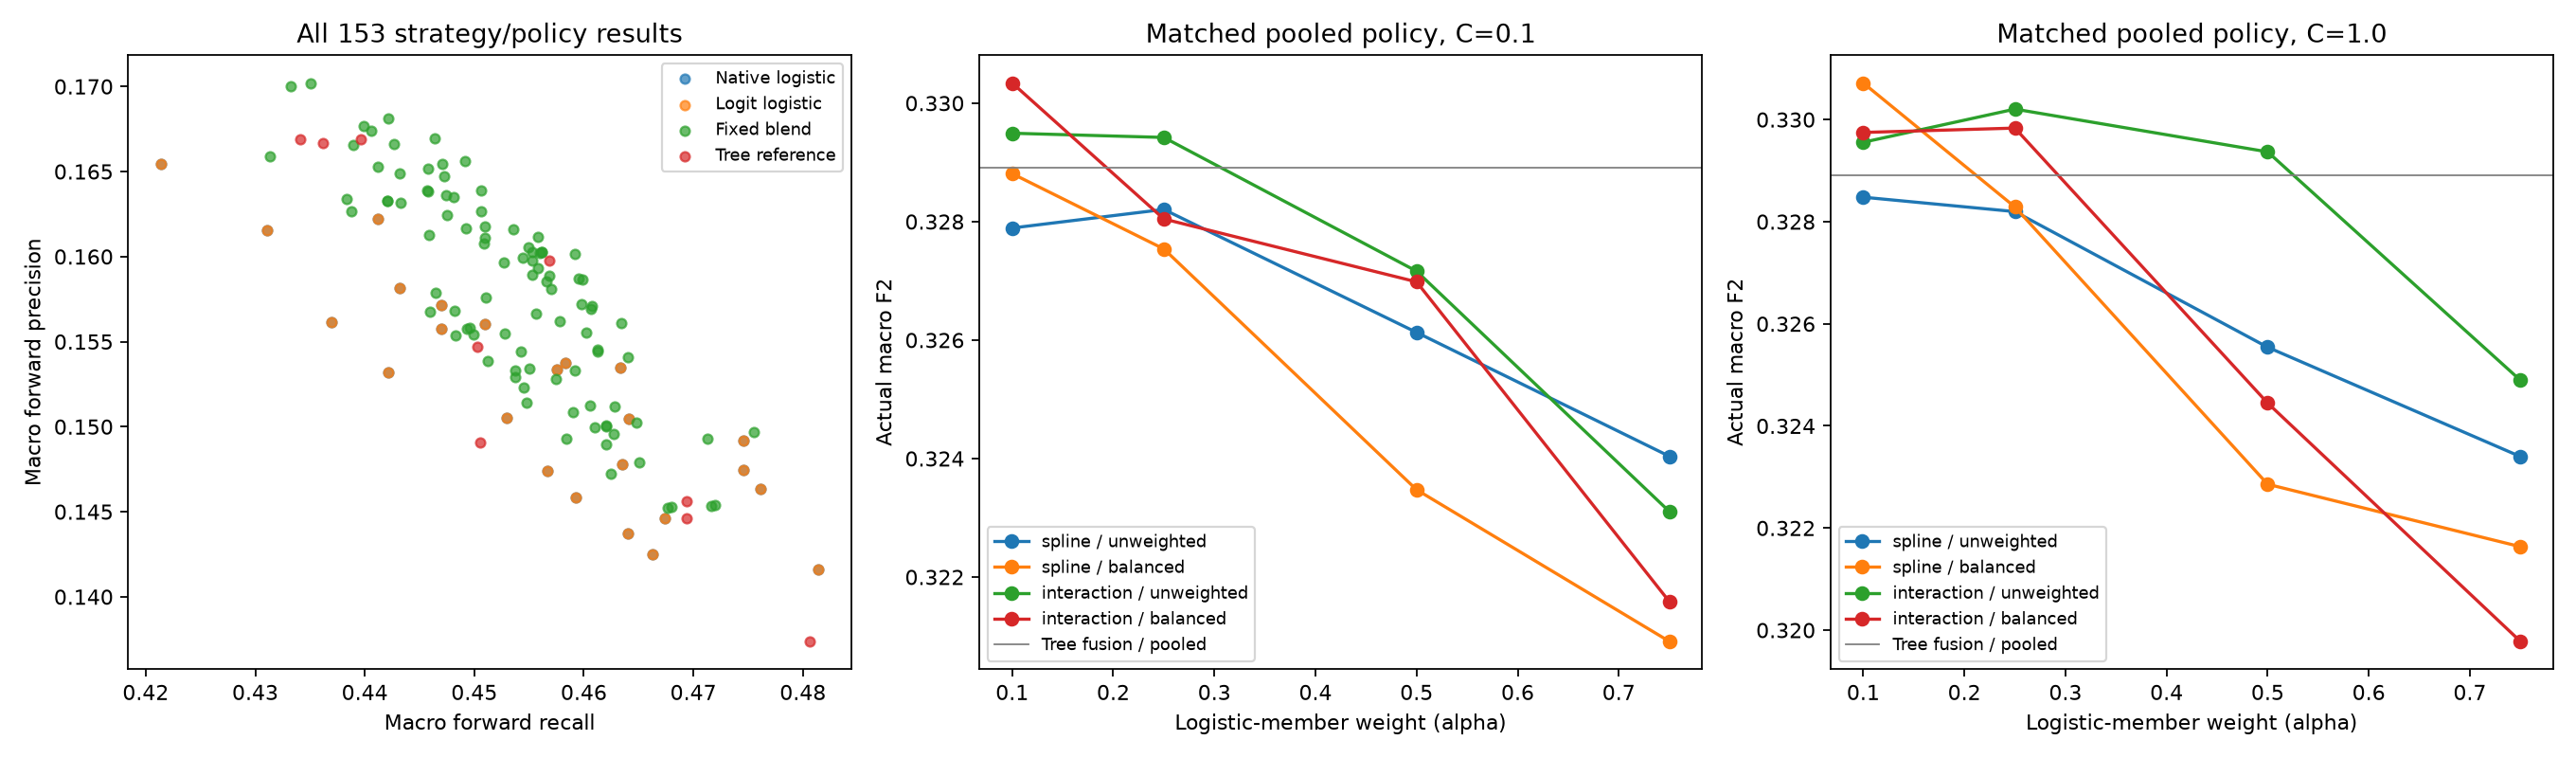 All 153 strategy/policy results
Macro forward precision
0.170
0.165
0.160
0.155
0.150
0.145
0.140
Native logistic
Logit logistic
Fixed blend
Tree reference
0.42 0.43 0.44 0.45 0.46 0.47 0.48
Macro forward recall
Matched pooled policy, C=0.1
Actual macro F2
0.330
0.328
0.326
0.324
0.322
spline / unweighted
spline / balanced
interaction / unweighted
interaction / balanced
Tree fusion / pooled
0.1 0.2 0.3 0.4 0.5 0.6 0.7
Logistic-member weight (alpha)
Matched pooled policy, C=1.0
Actual macro F2
0.330
0.328
0.326
0.324
0.322
0.320
spline / unweighted
spline / balanced
interaction / unweighted
interaction / balanced
Tree fusion / pooled
0.1 0.2 0.3 0.4 0.5 0.6 0.7
Logistic-member weight (alpha)